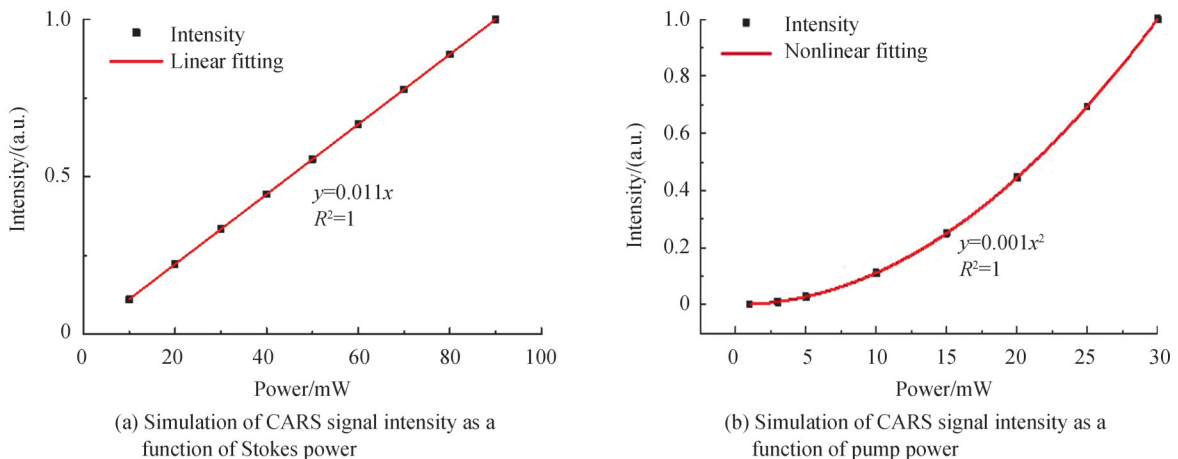 1.0
Intensity
Linear fitting
Intensity/(a.u.)
0.5
y=0.011x
R²=1
0
0 20 40 60 80 100
Power/mW
(a) Simulation of CARS signal intensity as a
function of Stokes power
1.0
Intensity
Nonlinear fitting
0.8
Intensity/(a.u.)
0.6
0.4
0.2
y=0.001x²
R²=1
0
0 5 10 15 20 25 30
Power/mW
(b) Simulation of CARS signal intensity as a
function of pump power